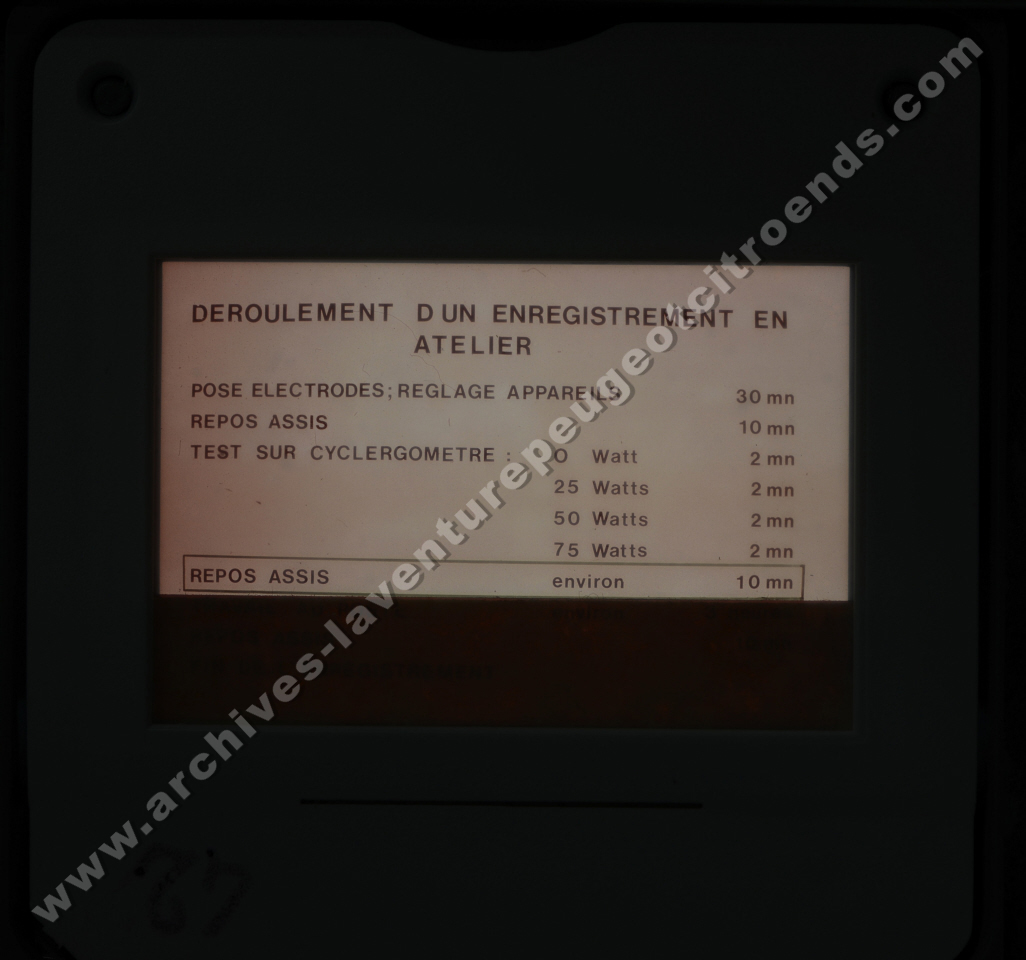 DEROULEMENT D UN ENREGISTREMENT EN
ATELIER
POSE ELECTRODES; REGLAGE APPAREILS 30 mn
REPOS ASSIS 10 mn
TEST SUR CYCLERGOMETRE : 0 Watt 2 mn
25 Watts 2 mn
50 Watts 2 mn
75 Watts 2 mn
REPOS ASSIS environ 10 mn
environ
www.archives-laventurepeugeotcitroends.com